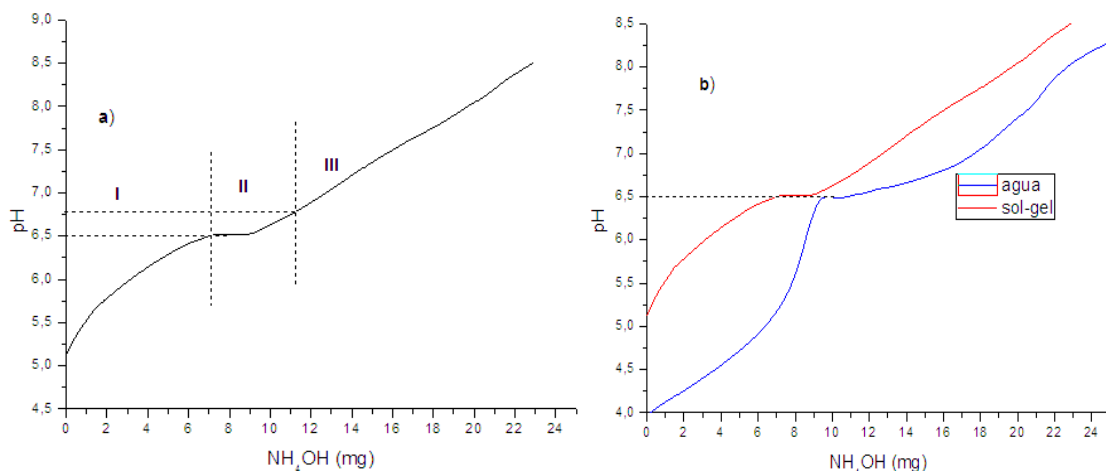 a)
I
II
III
9,0
8,5
8,0
7,5
7,0
6,5
6,0
5,5
5,0
4,5
pH
0 2 4 6 8 10 12 14 16 18 20 22 24
NH₄OH (mg)
b)
8,5
8,0
7,5
7,0
6,5
6,0
5,5
5,0
4,5
4,0
pH
agua
sol-gel
0 2 4 6 8 10 12 14 16 18 20 22 24
NH₄OH (mg)